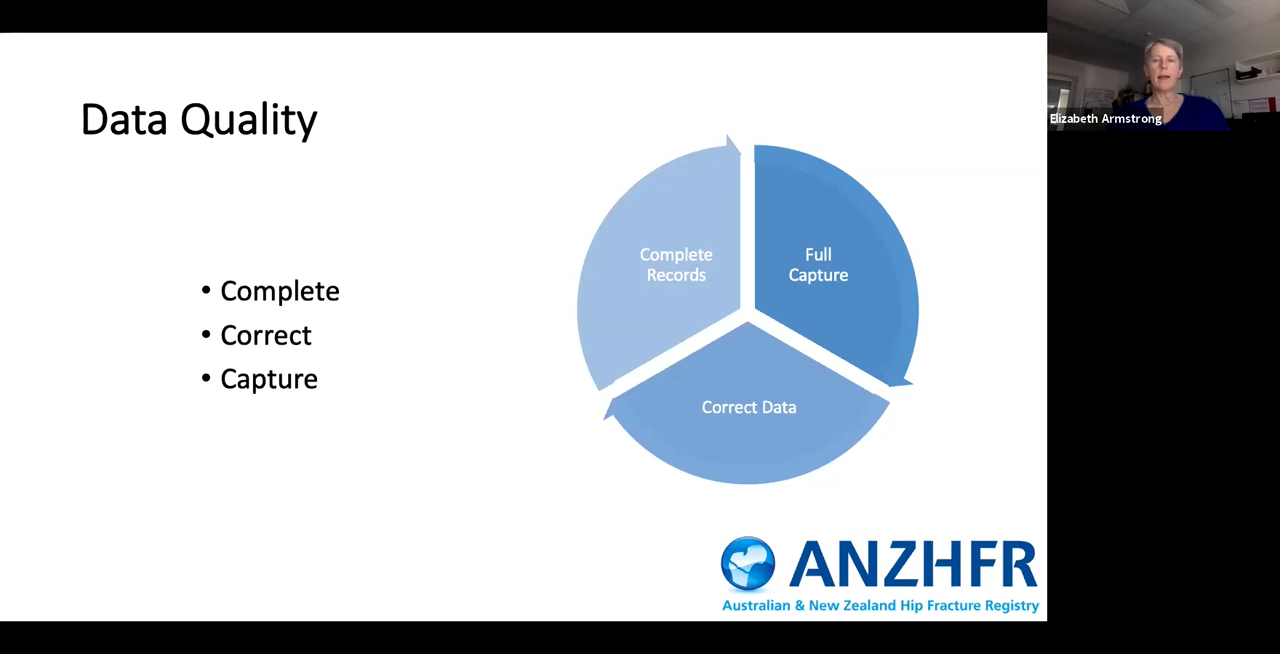 Data Quality
• Complete
• Correct
• Capture
Complete
Records
Full
Capture
Correct Data
ANZHFR
Australian & New Zealand Hip Fracture Registry
Elizabeth Armstrong